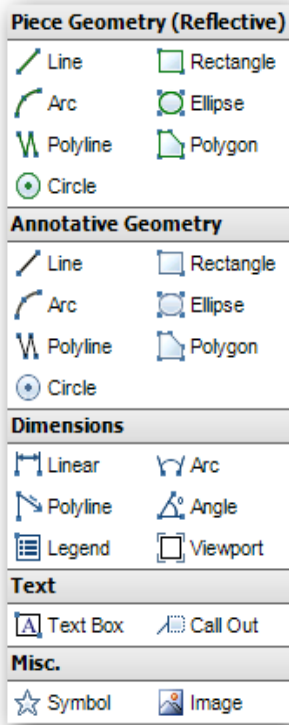 Piece Geometry (Reflective)
Line Rectangle
Arc Ellipse
Polyline Polygon
Circle
Annotative Geometry
Line Rectangle
Arc Ellipse
Polyline Polygon
Circle
Dimensions
Linear Arc
Polyline Angle
Legend Viewport
Text
A Text Box Call Out
Misc.
Symbol Image